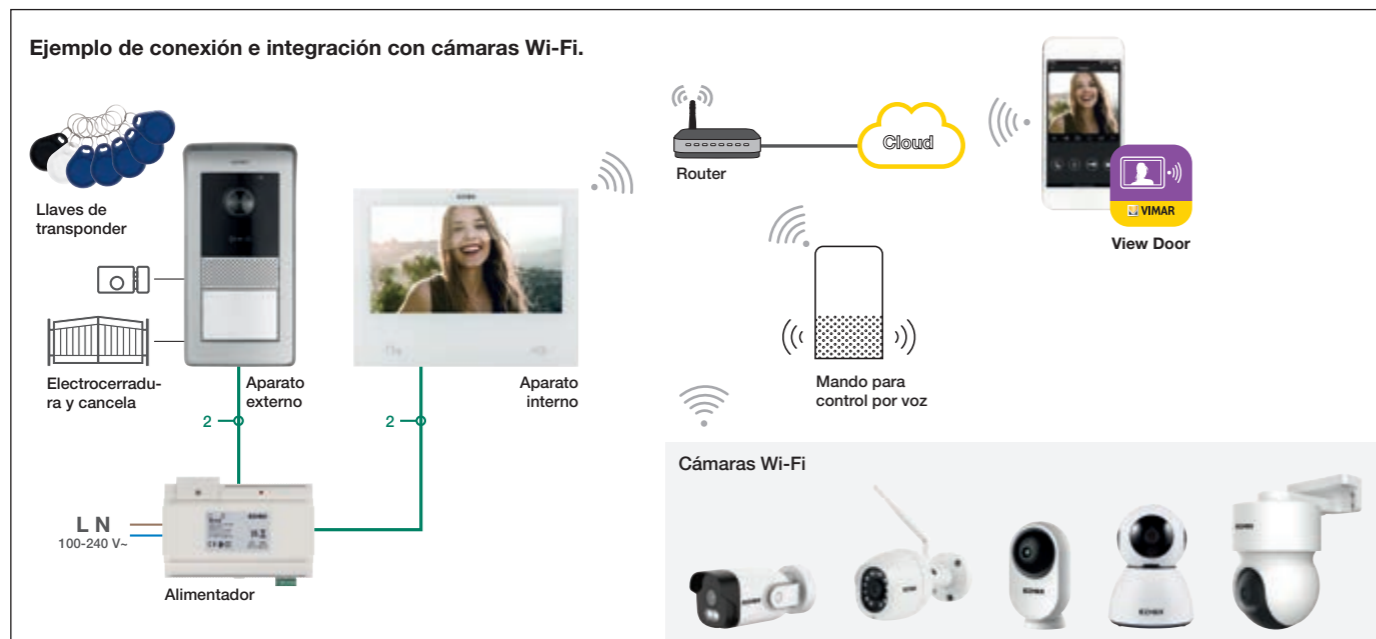 Ejemplo de conexión e integración con cámaras Wi-Fi.
Llaves de
transponder
Electrocerradu-
ra y cancela
Aparato
externo
Aparato
interno
2
2
L N
100-240 V~
Alimentador
Router
Cloud
VIMAR
View Door
Mando para
control por voz
Cámaras Wi-Fi